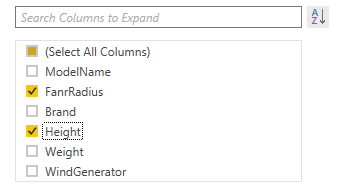 Search Columns to Expand
A
Z
(Select All Columns)
ModelName
FanrRadius
Brand
Height
Weight
WindGenerator